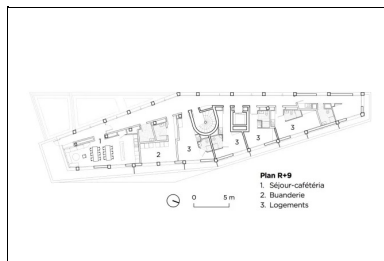 1
2
3
3
3
3
0 5 m
Plan R+9
1. Séjour-cafétéria
2. Buanderie
3. Logements